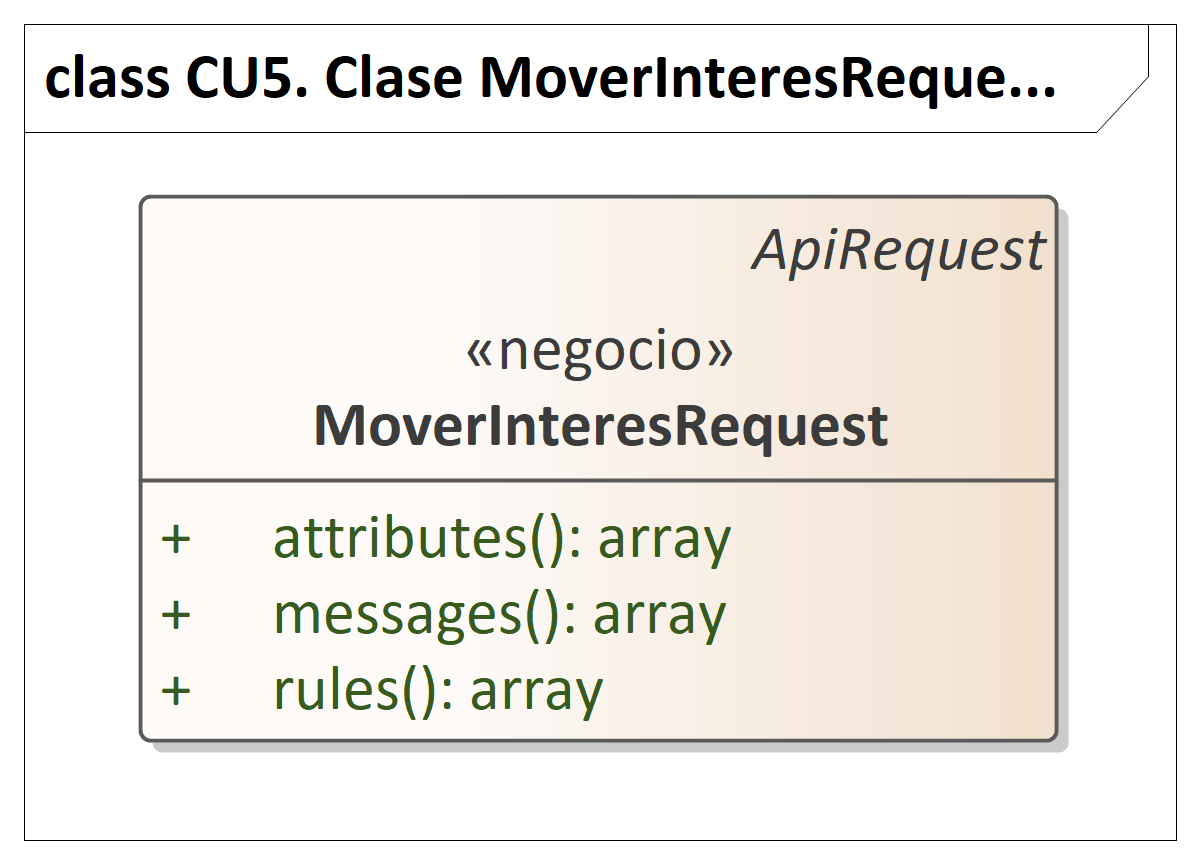 class CU5. Clase MoverInteresReque...
ApiRequest
«negocio»
MoverInteresRequest
+ attributes(): array
+ messages(): array
+ rules(): array